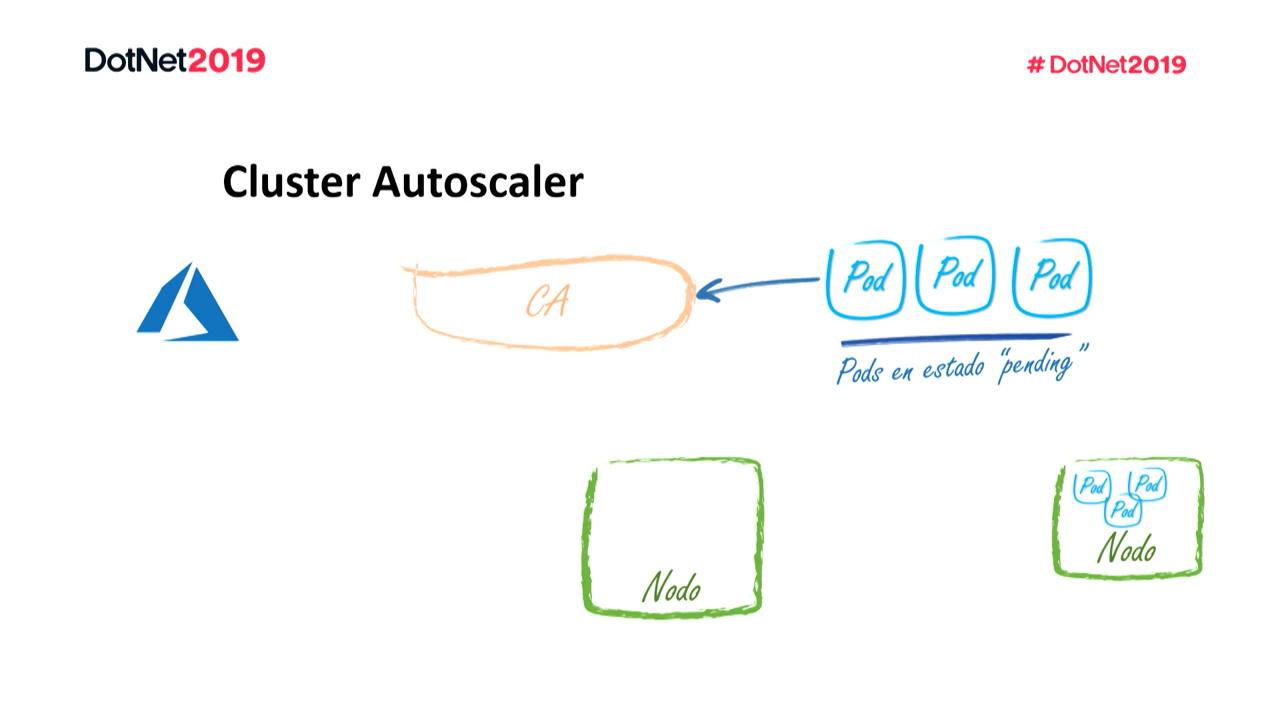 DotNet2019
# DotNet2019
Cluster Autoscaler
CA
Pod
Pod
Pod
Pods en estado “pending”
Nodo
Pod
Pod
Pod
Nodo